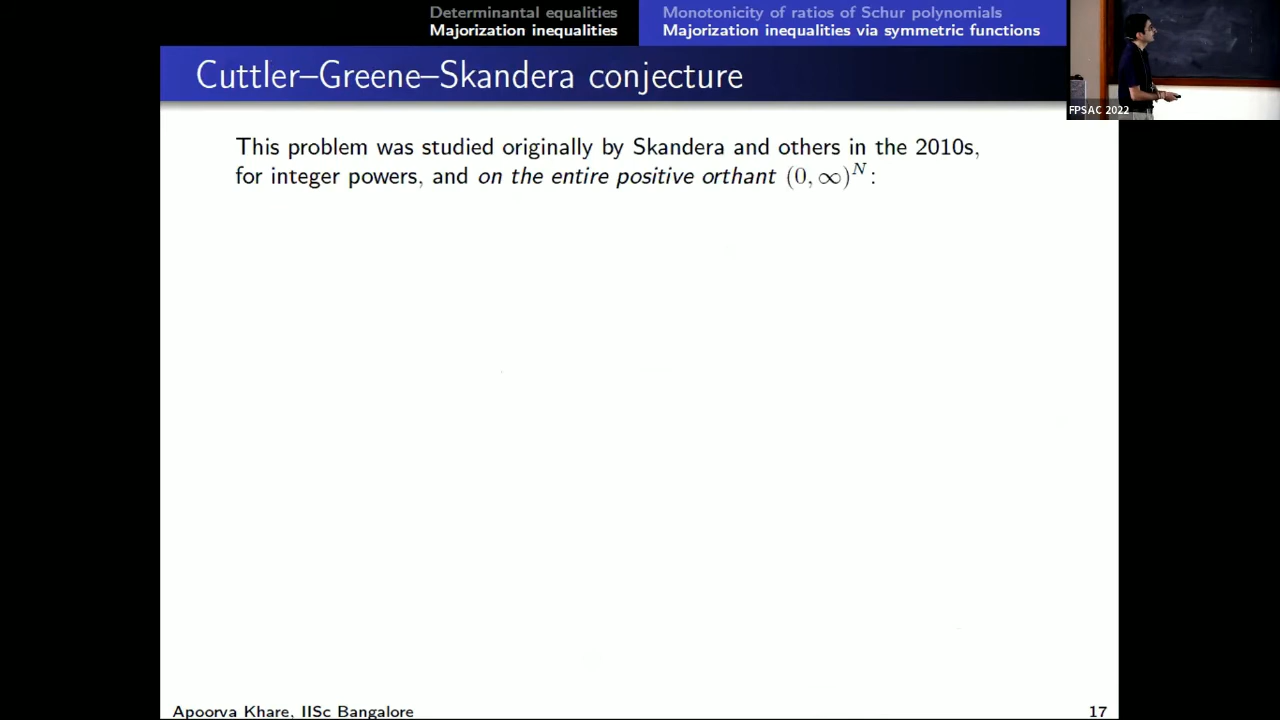 Determinantal equalities
Majorization inequalities
Monotonicity of ratios of Schur polynomials
Majorization inequalities via symmetric functions
Cuttler–Greene–Skandera conjecture
FPSAC 2022
This problem was studied originally by Skandera and others in the 2010s,
for integer powers, and on the entire positive orthant (0, ∞)^N:
Apoorva Khare, IISc Bangalore
17